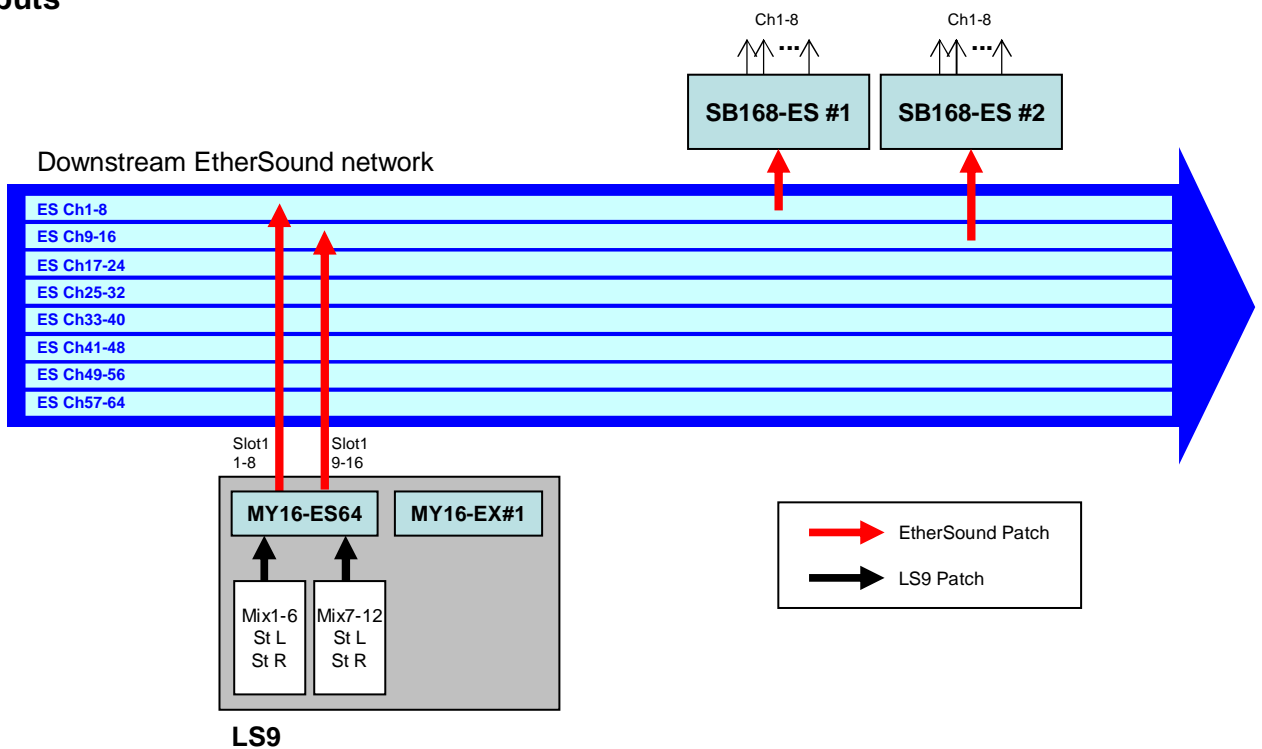 Ch1-8
Ch1-8
...
...
SB168-ES #1
SB168-ES #2
Downstream EtherSound network
ES Ch1-8
ES Ch9-16
ES Ch17-24
ES Ch25-32
ES Ch33-40
ES Ch41-48
ES Ch49-56
ES Ch57-64
Slot1
1-8
Slot1
9-16
MY16-ES64
MY16-EX#1
Mix1-6
St L
St R
Mix7-12
St L
St R
LS9
EtherSound Patch
LS9 Patch